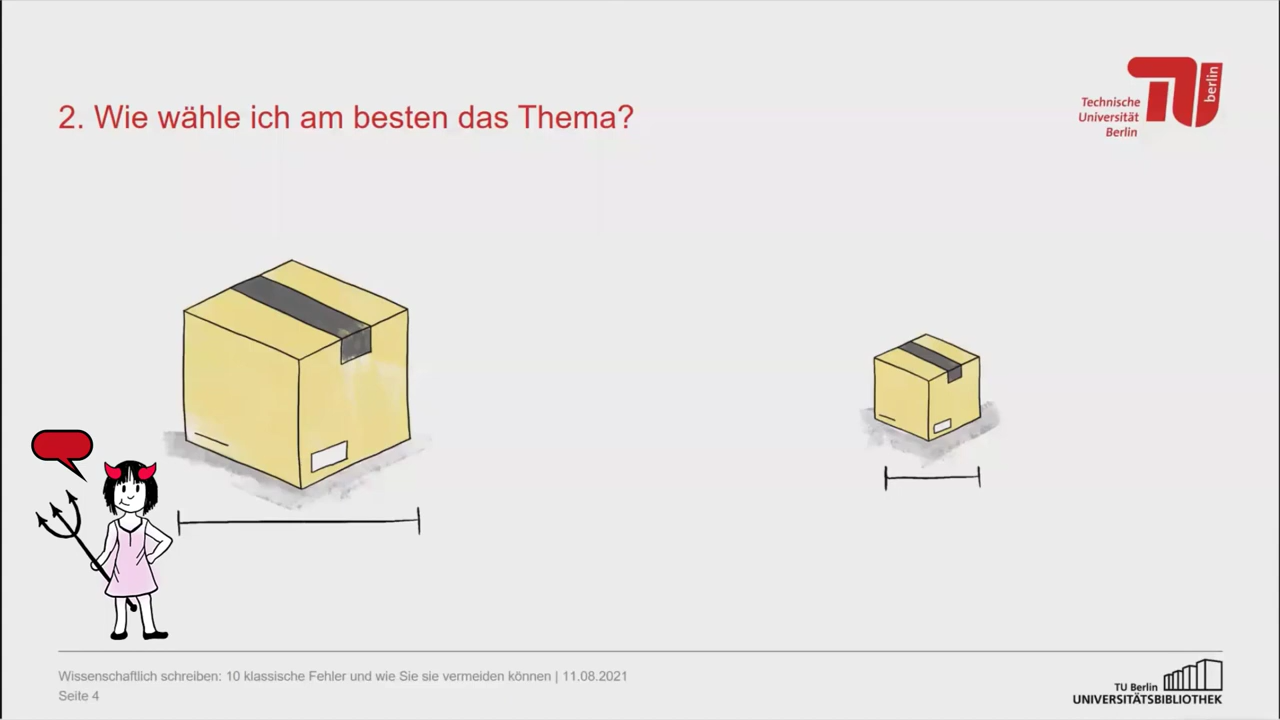 2. Wie wähle ich am besten das Thema?
Technische
Universität
Berlin
berlin
Wissenschaftlich schreiben: 10 klassische Fehler und wie Sie sie vermeiden können | 11.08.2021
Seite 4
TU Berlin
UNIVERSITÄTSBIBLIOTHEK